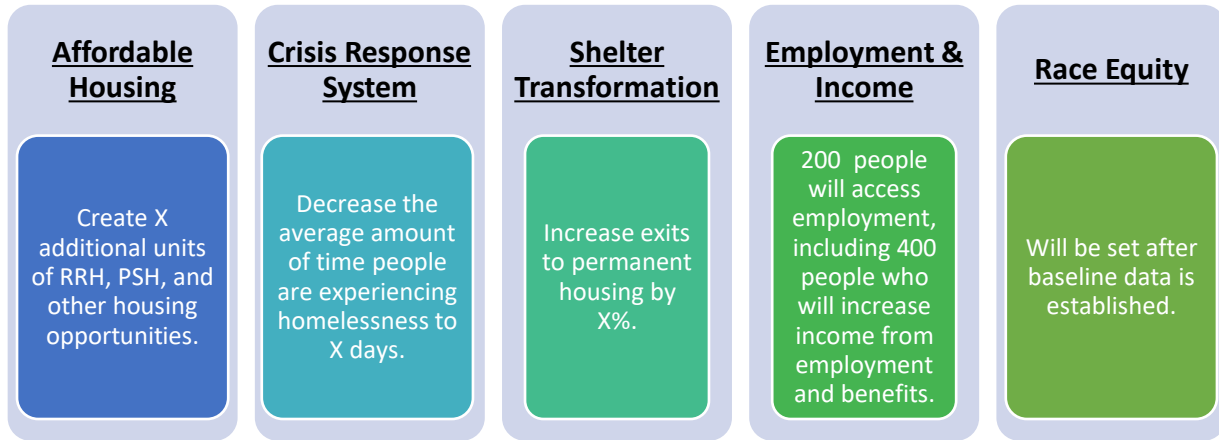 Affordable
Housing
Create X
additional units
of RRH, PSH, and
other housing
opportunities.
Crisis Response
System
Decrease the
average amount
of time people
are experiencing
homelessness to
X days.
Shelter
Transformation
Increase exits
to permanent
housing by
X%.
Employment &
Income
200 people
will access
employment,
including 400
people who
will increase
income from
employment
and benefits.
Race Equity
Will be set after
baseline data is
established.